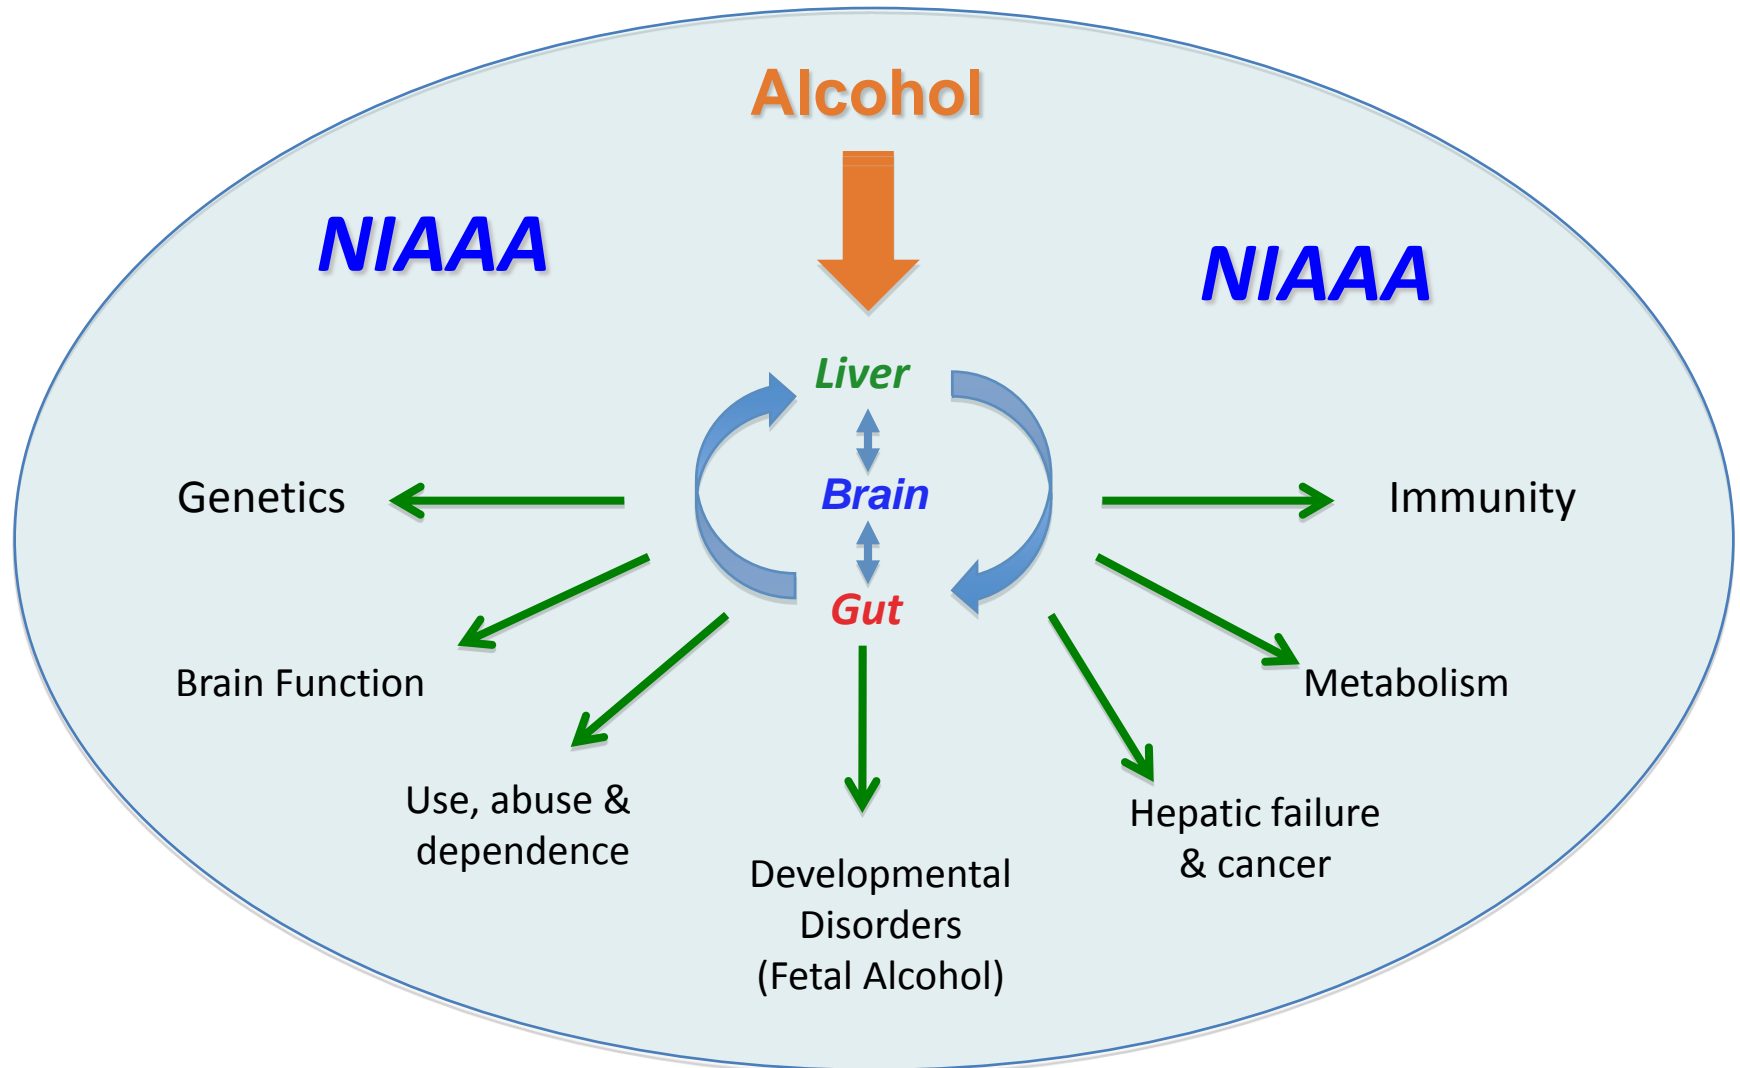 Alcohol
NIAAA
NIAAA
Liver
Brain
Gut
Genetics
Immunity
Brain Function
Metabolism
Use, abuse &
dependence
Hepatic failure
& cancer
Developmental
Disorders
(Fetal Alcohol)